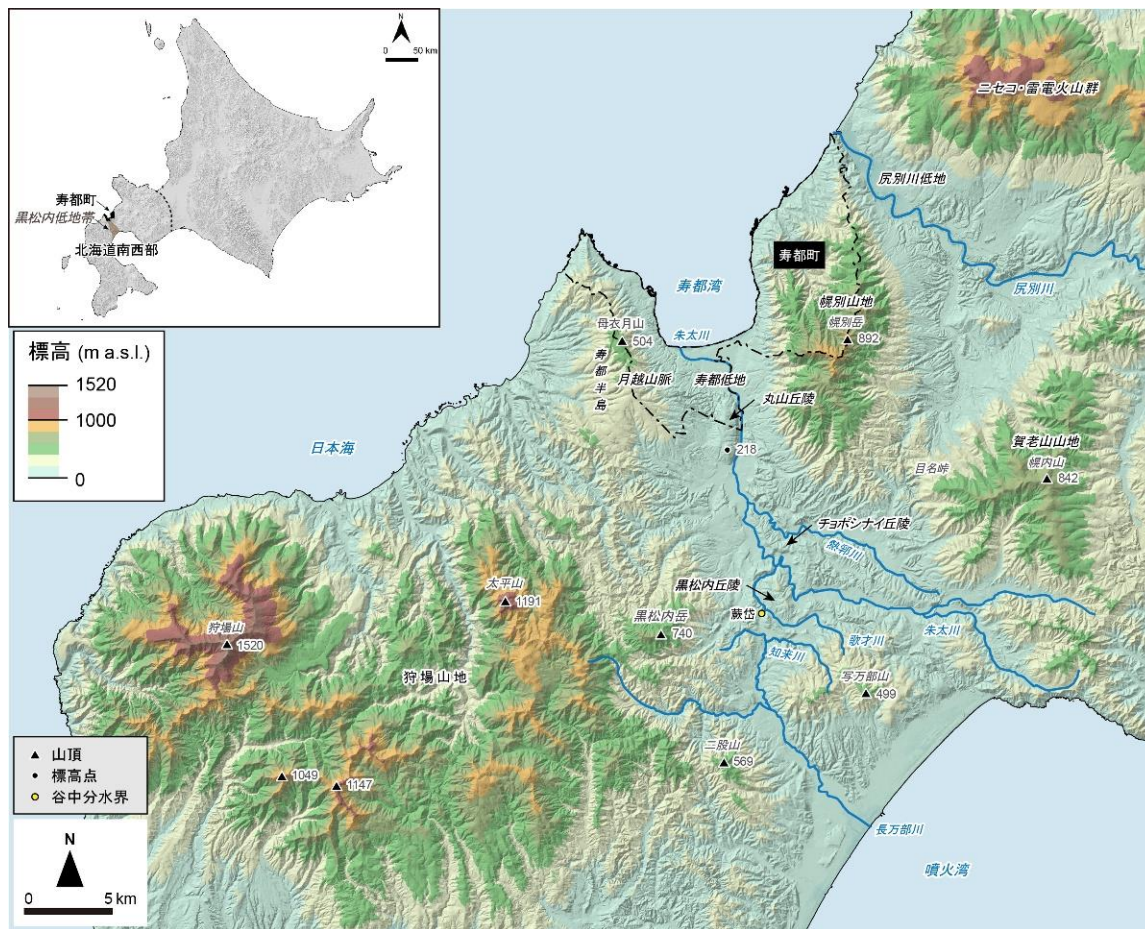 N
0 50 km
寿都町
黒松内低地帯
北海道南西部
標高 (m a.s.l.)
1520
1000
0
ニセコ・雷電火山群
尻別川低地
寿都町
寿都湾
尻別川
幌別山地
幌別岳
892
母衣月山
504
朱太川
寿都半島
月越山脈
寿都低地
丸山丘陵
日本海
218
賀老山山地
目名峠
幌内山
842
チョポシナイ丘陵
熱郛川
太平山
1191
黒松内丘陵
蕨岱
黒松内岳
740
歌才川
朱太川
狩場山
1520
知来川
狩場山地
写万部山
499
二股山
569
1049
1147
長万部川
噴火湾
山頂
標高点
谷中分水界
N
0 5 km